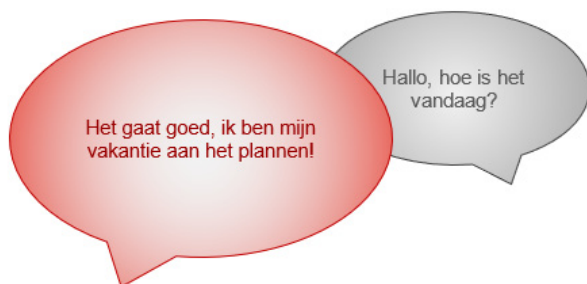 Hallo, hoe is het
vandaag?
Het gaat goed, ik ben mijn
vakantie aan het plannen!